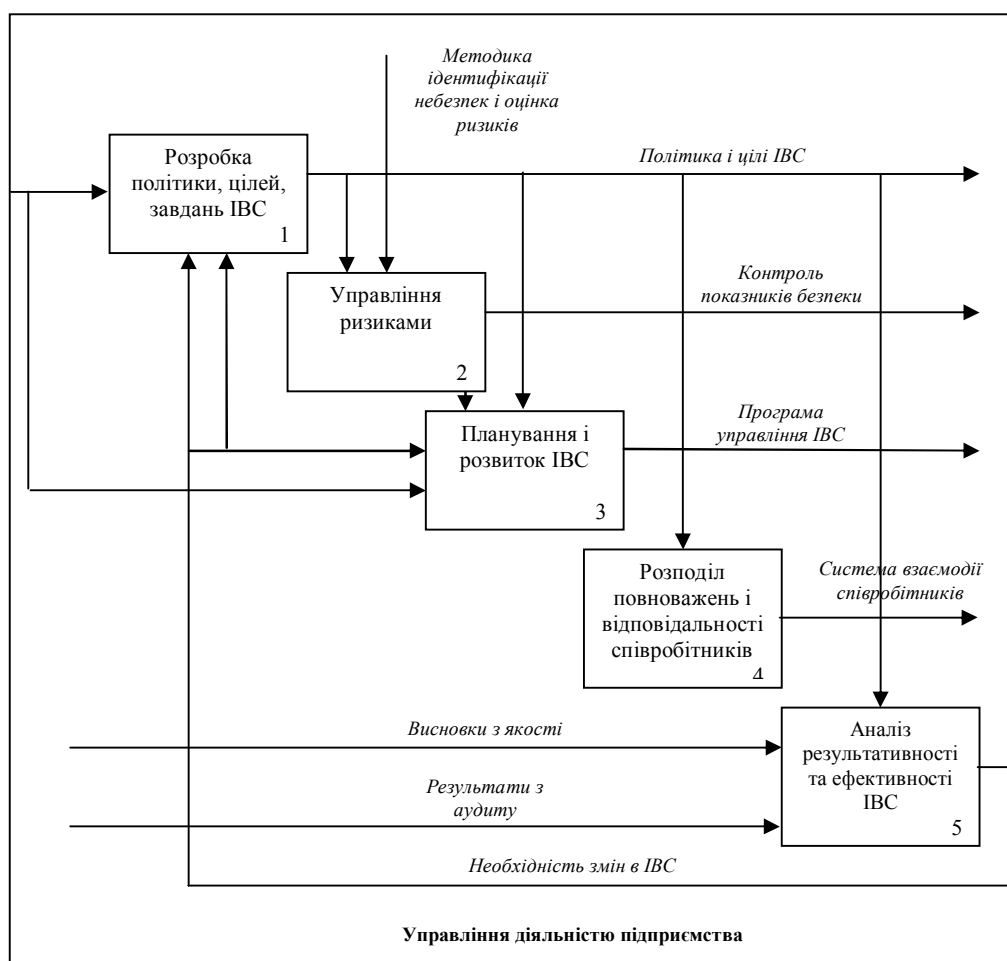 Методика
ідентифікації
небезпек і оцінка
ризиків
Розробка
політики, цілей,
завдань ІВС
1
Політика і цілі ІВС
Управління
ризиками
2
Контроль
показників безпеки
Планування і
розвиток ІВС
3
Програма
управління ІВС
Розподіл
повноважень і
відповідальності
співробітників
4
Система взаємодії
співробітників
Висновки з якості
Результати з
аудиту
Аналіз
результативності
та ефективності
ІВС
5
Необхідність змін в ІВС
Управління діяльністю підприємства